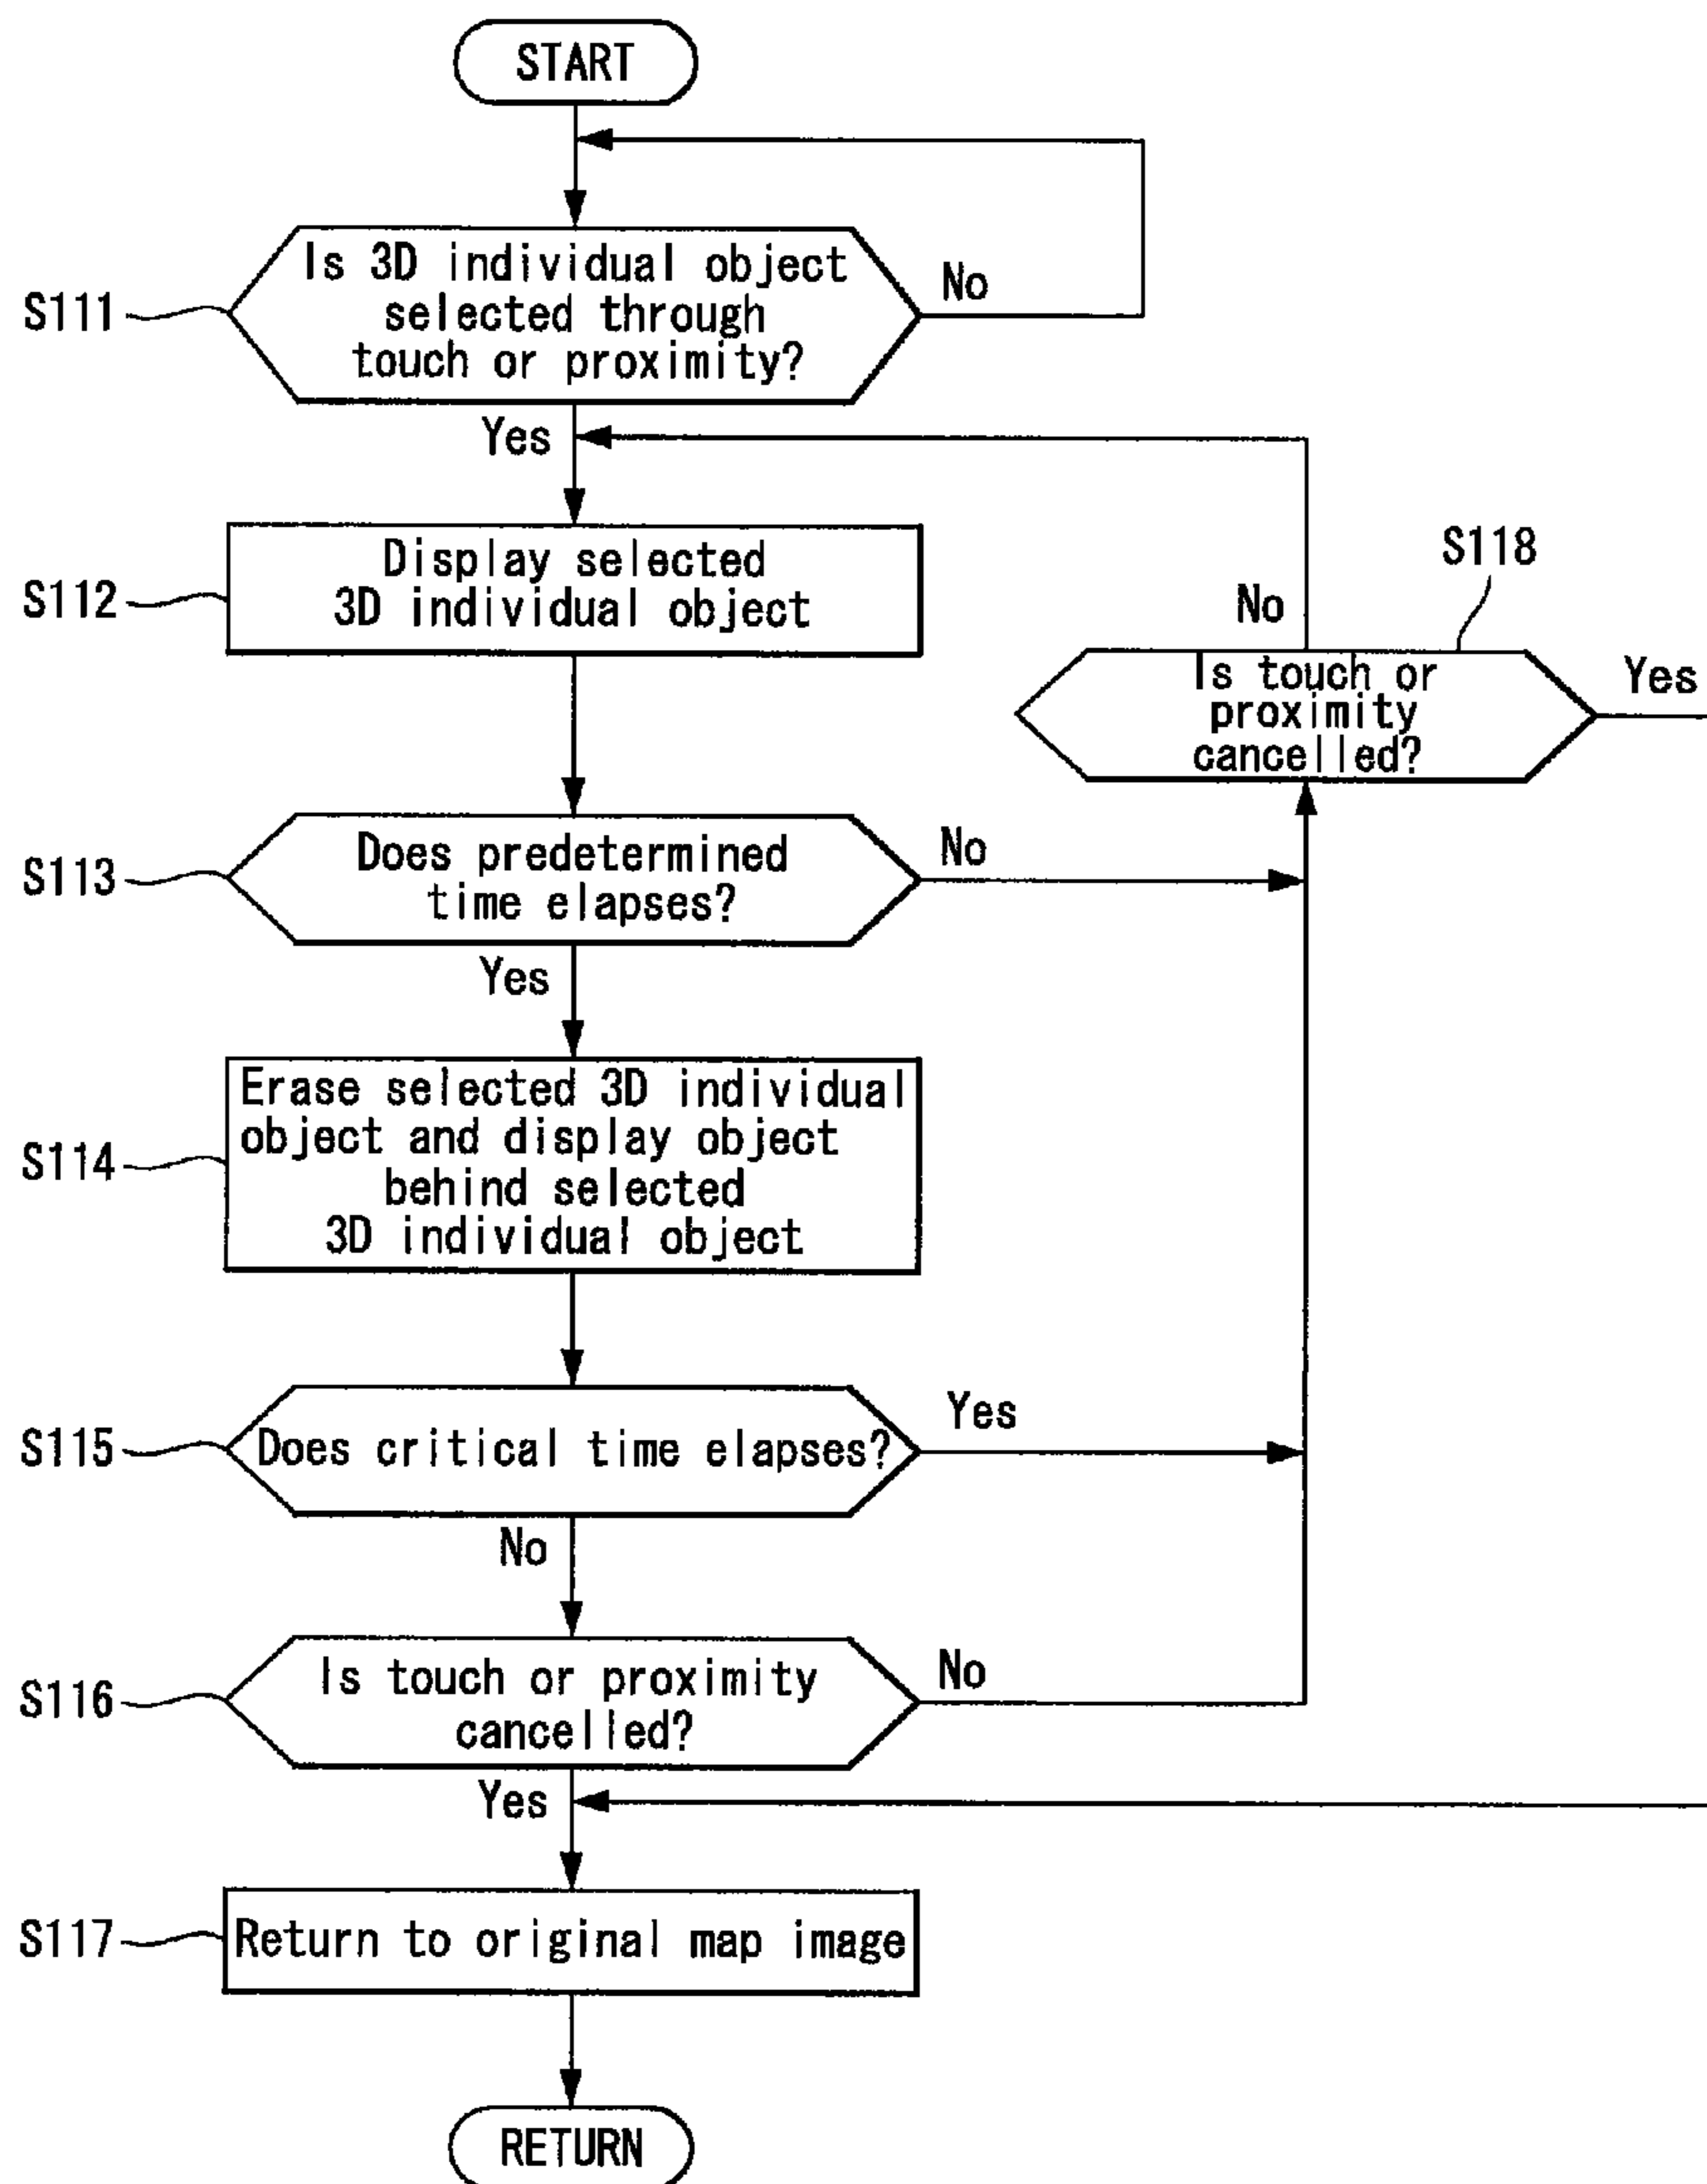 START
S111
Is 3D individual object
selected through
touch or proximity?
No
Yes
S112
Display selected
3D individual object
S118
No
Is touch or
proximity
cancelled?
Yes
S113
Does predetermined
time elapses?
No
Yes
S114
Erase selected 3D individual
object and display object
behind selected
3D individual object
S115
Does critical time elapses?
Yes
No
S116
Is touch or proximity
cancelled?
No
Yes
S117
Return to original map image
RETURN